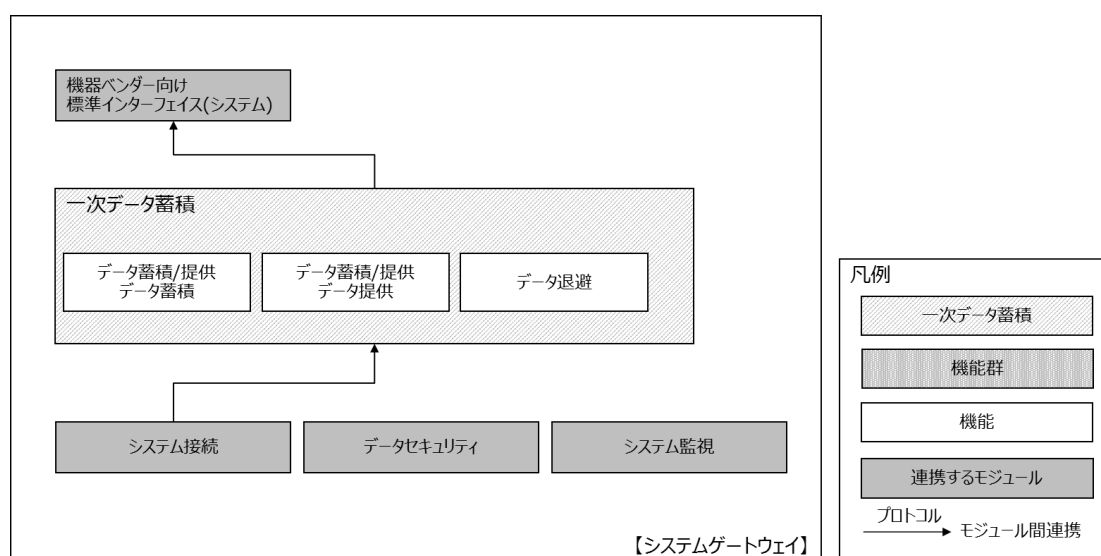 機器ベンダー向け
標準インターフェイス(システム)
一次データ蓄積
データ蓄積/提供
データ蓄積
データ蓄積/提供
データ提供
データ退避
システム接続
データセキュリティ
システム監視
【システムゲートウェイ】
凡例
一次データ蓄積
機能群
機能
連携するモジュール
プロトコル
モジュール間連携